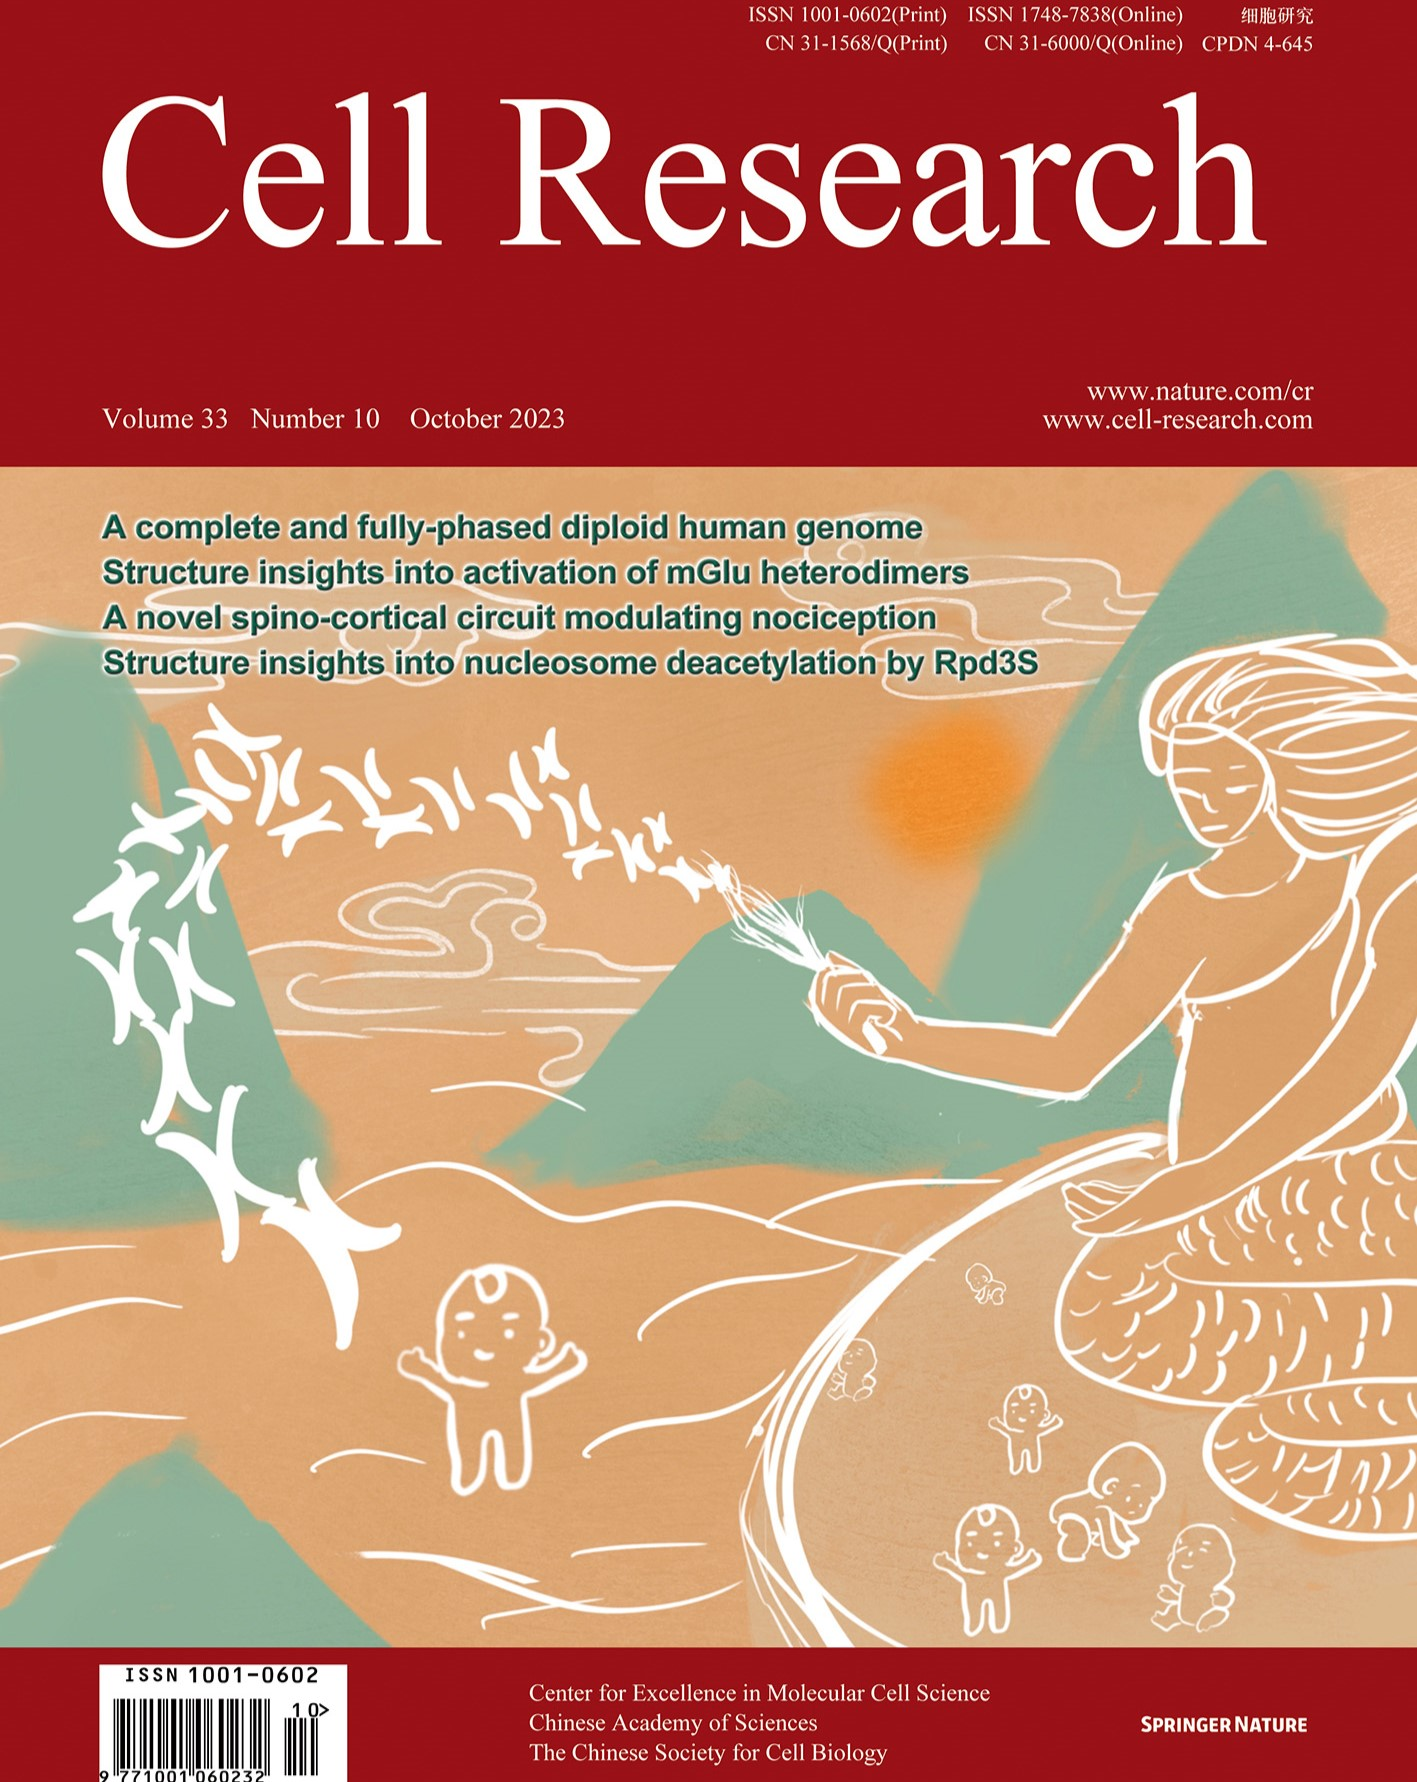 ISSN 1001-0602(Print) ISSN 1748-7838(Online) 细胞研究
CN 31-1568/Q(Print) CN 31-6000/Q(Online) CPDN 4-645
Cell Research
www.nature.com/cr
Volume 33 Number 10 October 2023 www.cell-research.com
A complete and fully-phased diploid human genome
Structure insights into activation of mGlu heterodimers
A novel spino-cortical circuit modulating nociception
Structure insights into nucleosome deacetylation by Rpd3S
ISSN 1001-0602
10>
9 771001 060232
Center for Excellence in Molecular Cell Science
Chinese Academy of Sciences
The Chinese Society for Cell Biology
SPRINGER NATURE